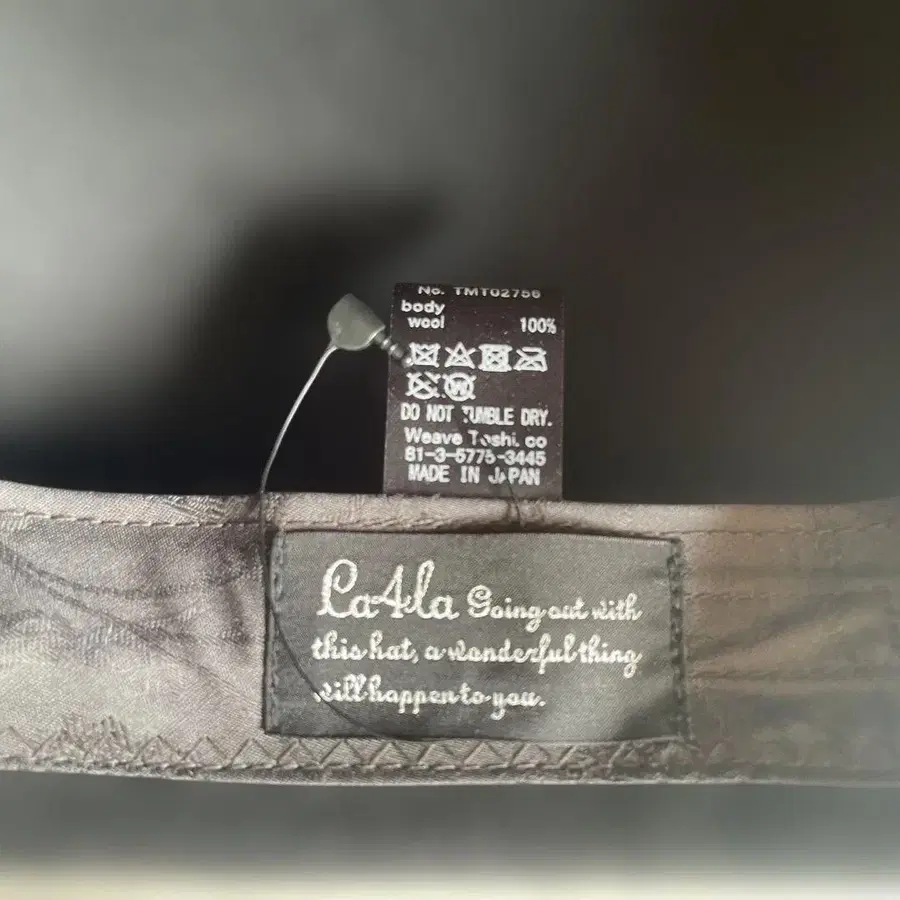 No. TMT02756
body
wool 100%
DO NOT TUMBLE DRY.
Weave Toshi. co
81-3-5775-3445
MADE IN JAPAN
La4la Going out with
this hat, a wonderful thing
will happen to you.